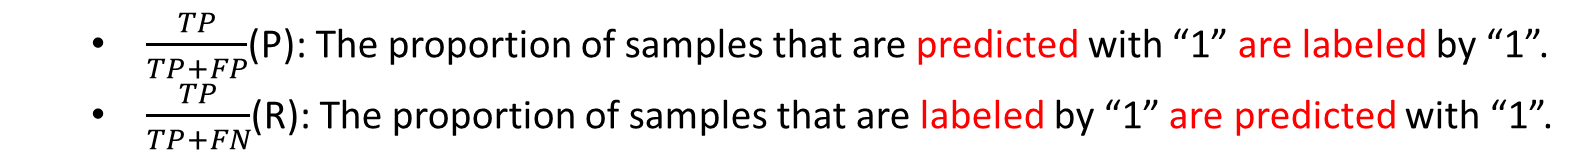 • TP/(TP+FP) (P): The proportion of samples that are predicted with “1” are labeled by “1”.
• TP/(TP+FN) (R): The proportion of samples that are labeled by “1” are predicted with “1”.